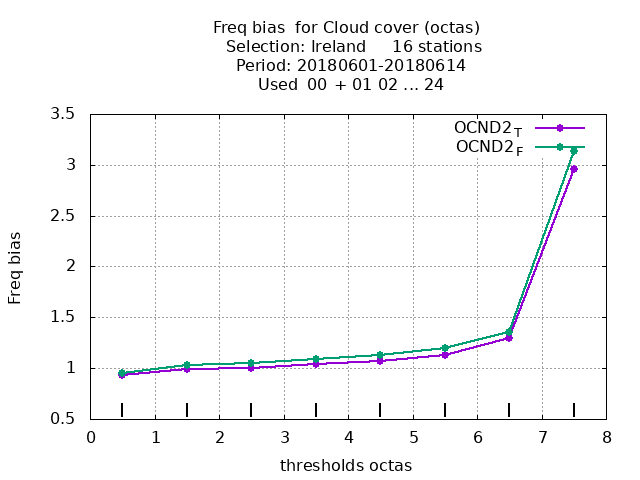 Freq bias  for Cloud cover (octas)
Selection: Ireland     16 stations
Period: 20180601-20180614
Used  00  + 01 02 ... 24
OCND2_T
OCND2_F
3.5
3
2.5
2
1.5
1
0.5
Freq bias
0 1 2 3 4 5 6 7 8
thresholds octas